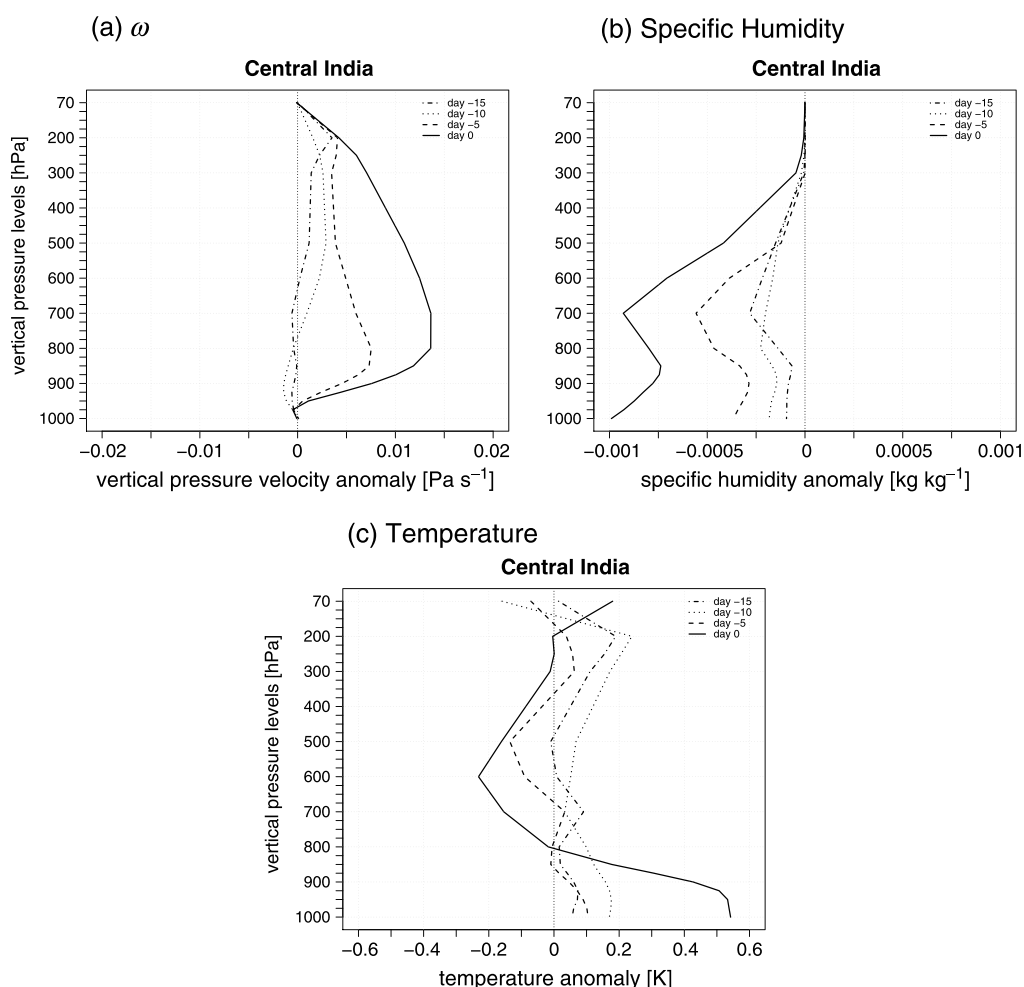 (a) ω
Central India
70
200
300
400
500
600
700
800
900
1000
vertical pressure levels [hPa]
day −15
day −10
day −5
day 0
−0.02
−0.01
0
0.01
0.02
vertical pressure velocity anomaly [Pa s⁻¹]
(b) Specific Humidity
Central India
70
200
300
400
500
600
700
800
900
1000
day −15
day −10
day −5
day 0
−0.001
−0.0005
0
0.0005
0.001
specific humidity anomaly [kg kg⁻¹]
(c) Temperature
Central India
70
200
300
400
500
600
700
800
900
1000
vertical pressure levels [hPa]
day −15
day −10
day −5
day 0
−0.6
−0.4
−0.2
0
0.2
0.4
0.6
temperature anomaly [K]